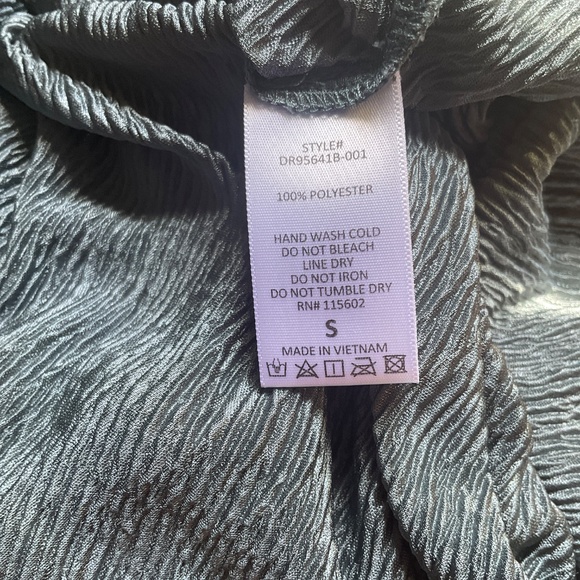 STYLE#
DR95641B-001
100% POLYESTER
HAND WASH COLD
DO NOT BLEACH
LINE DRY
DO NOT IRON
DO NOT TUMBLE DRY
RN# 115602
S
MADE IN VIETNAM